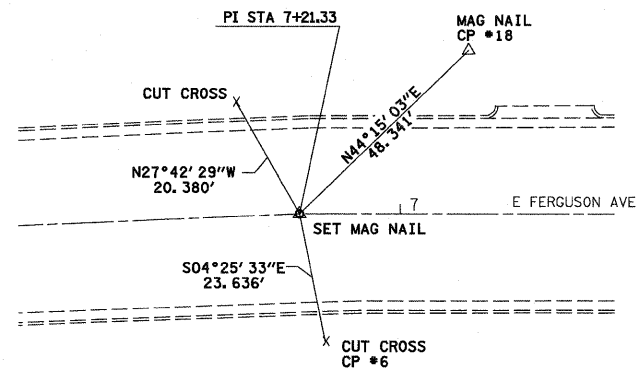 PI STA 7+21.33
MAG NAIL
CP #18
CUT CROSS
N44°15'03"E
48.341'
N27°42'29"W
20.380'
7
E FERGUSON AVE
SET MAG NAIL
S04°25'33"E
23.636'
CUT CROSS
CP #6